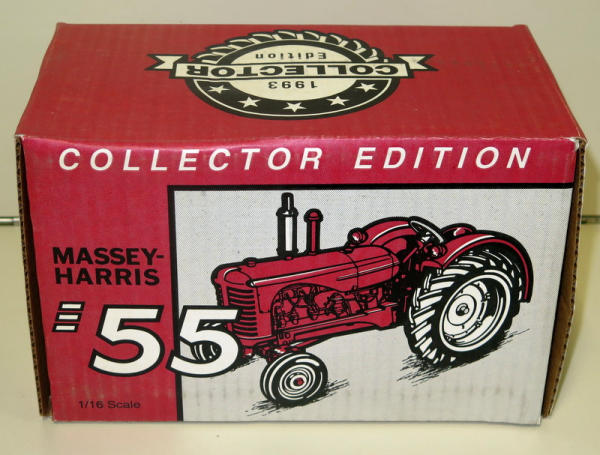 1993
COLLECTOR
Edition
COLLECTOR EDITION
MASSEY-
HARRIS
55
1/16 Scale